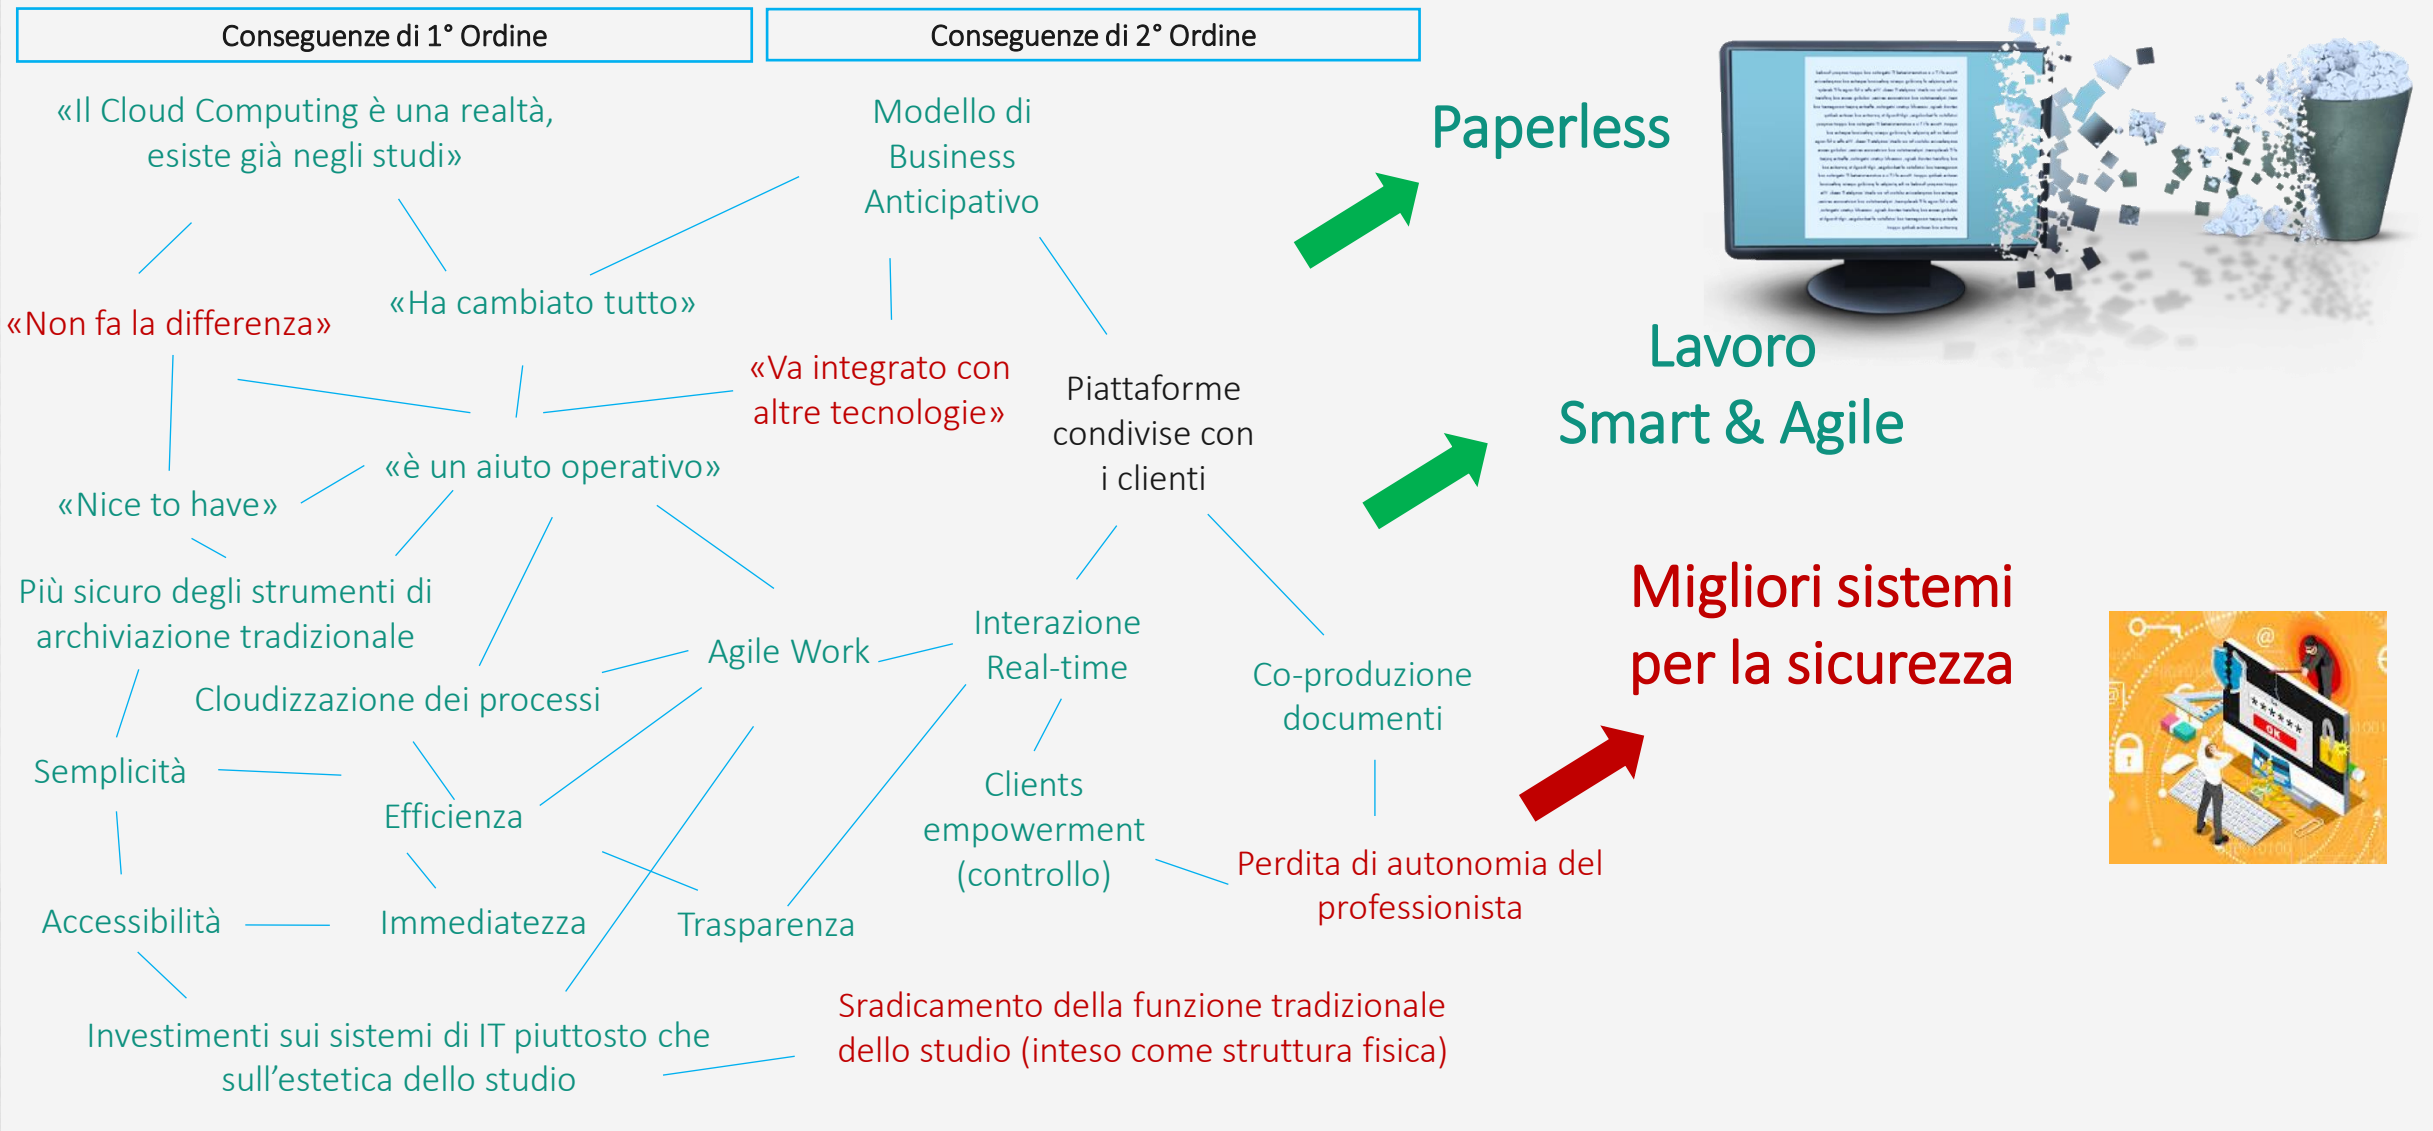 Conseguenze di 1° Ordine
Conseguenze di 2° Ordine
«Il Cloud Computing è una realtà,
esiste già negli studi»
Modello di
Business
Anticipativo
Paperless
«Non fa la differenza»
«Ha cambiato tutto»
«Va integrato con
altre tecnologie»
Piattaforme
condivise con
i clienti
Lavoro
Smart & Agile
«è un aiuto operativo»
«Nice to have»
Più sicuro degli strumenti di
archiviazione tradizionale
Cloudizzazione dei processi
Agile Work
Interazione
Real-time
Co-produzione
documenti
Migliori sistemi
per la sicurezza
Semplicità
Efficienza
Clients
empowerment
(controllo)
Perdita di autonomia del
professionista
Accessibilità
Immediatezza
Trasparenza
Investimenti sui sistemi di IT piuttosto che
sull’estetica dello studio
Sradicamento della funzione tradizionale
dello studio (inteso come struttura fisica)
******
OK